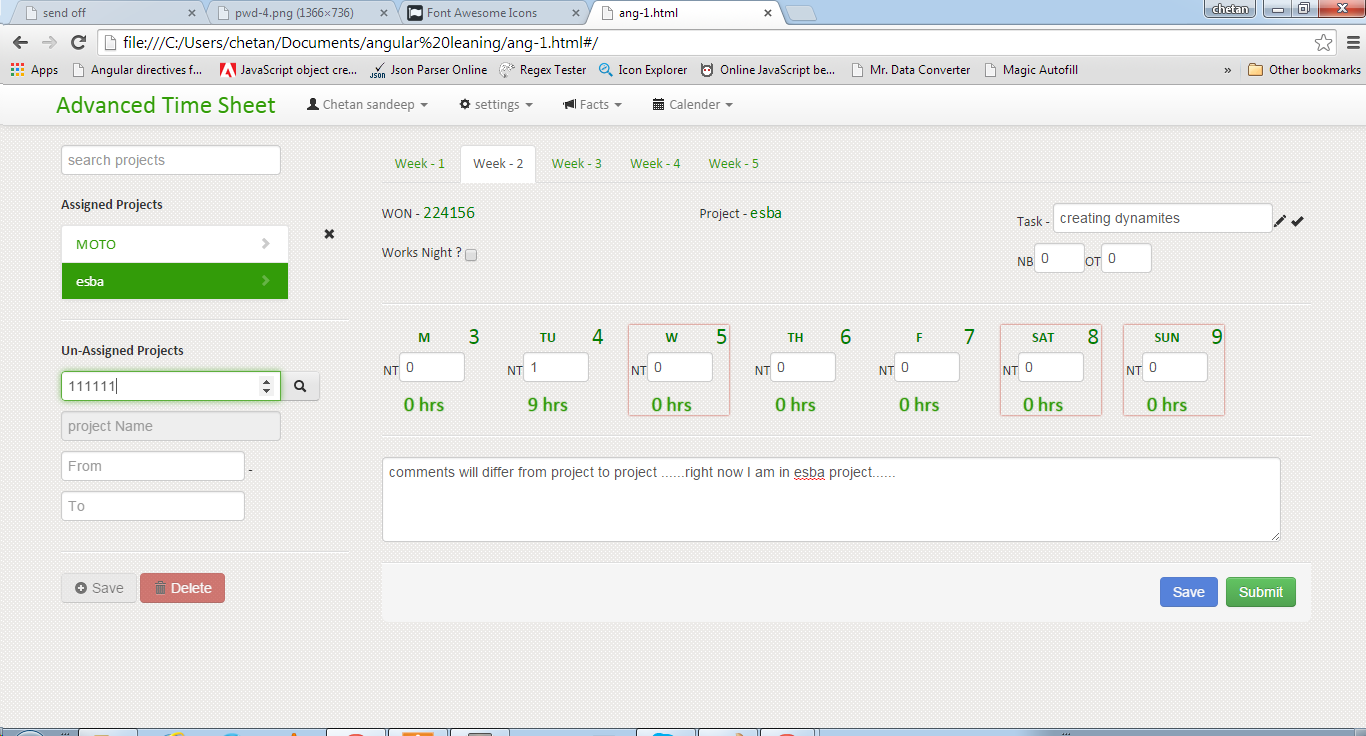 send off
pwd-4.png (1366×736)
Font Awesome Icons
ang-1.html
chetan
file:///C:/Users/chetan/Documents/angular%20leaning/ang-1.html#/
Apps
Angular directives f...
JavaScript object cre...
Json Parser Online
Regex Tester
Icon Explorer
Online JavaScript be...
Mr. Data Converter
Magic Autofill
»
Other bookmarks
Advanced Time Sheet
Chetan sandeep
settings
Facts
Calender
search projects
Week - 1
Week - 2
Week - 3
Week - 4
Week - 5
Assigned Projects
MOTO
esba
WON - 224156
Project - esba
Task - creating dynamites
Works Night ?
NB 0 OT 0
M 3
TU 4
W 5
TH 6
F 7
SAT 8
SUN 9
NT 0
NT 1
NT 0
NT 0
NT 0
NT 0
NT 0
0 hrs
9 hrs
0 hrs
0 hrs
0 hrs
0 hrs
0 hrs
Un-Assigned Projects
111111
project Name
From -
To
Save
Delete
comments will differ from project to project ......right now I am in esba project......
Save
Submit